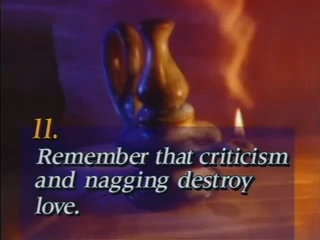 11.
Remember that criticism
and nagging destroy
love.